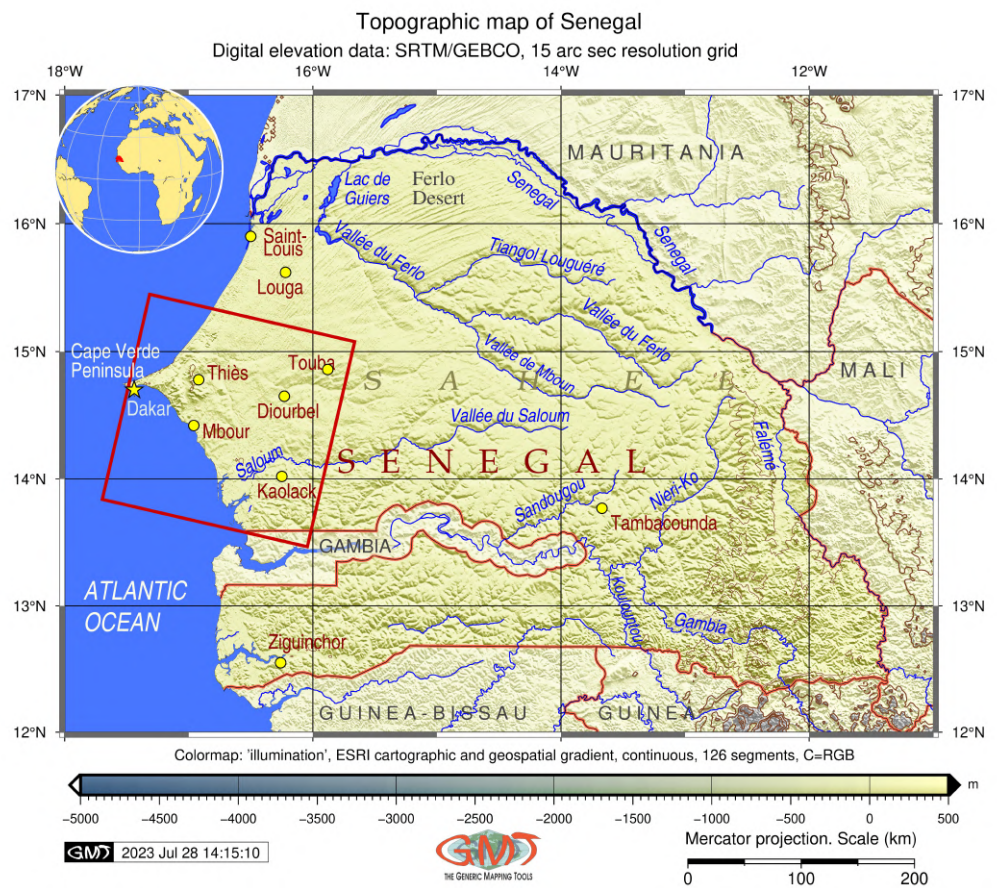 Topographic map of Senegal
Digital elevation data: SRTM/GEBCO, 15 arc sec resolution grid
18°W
16°W
14°W
12°W
17°N
17°N
MAURITANIA
250
Lac de
Guiers
Ferlo
Desert
Senegal
16°N
16°N
Saint-
Louis
Vallée du Ferlo
Tiangol Louguéré
Senegal
Louga
Vallée du Ferlo
15°N
15°N
Cape Verde
Peninsula
Thiès
Touba
Vallée de Mboun
MALI
SAHEL
Dakar
Diourbel
Vallée du Saloum
Mbour
Falémé
250
Saloum
SENEGAL
14°N
14°N
Kaolack
Sandougou
Niéri-Ko
Tambacounda
GAMBIA
ATLANTIC
OCEAN
13°N
13°N
Koulountou
Gambia
Ziguinchor
GUINEA-BISSAU
GUINEA
12°N
12°N
Colormap: 'illumination', ESRI cartographic and geospatial gradient, continuous, 126 segments, C=RGB
m
−5000 −4500 −4000 −3500 −3000 −2500 −2000 −1500 −1000 −500 0 500
GMT 2023 Jul 28 14:15:10
GMT
THE GENERIC MAPPING TOOLS
Mercator projection. Scale (km)
0 100 200